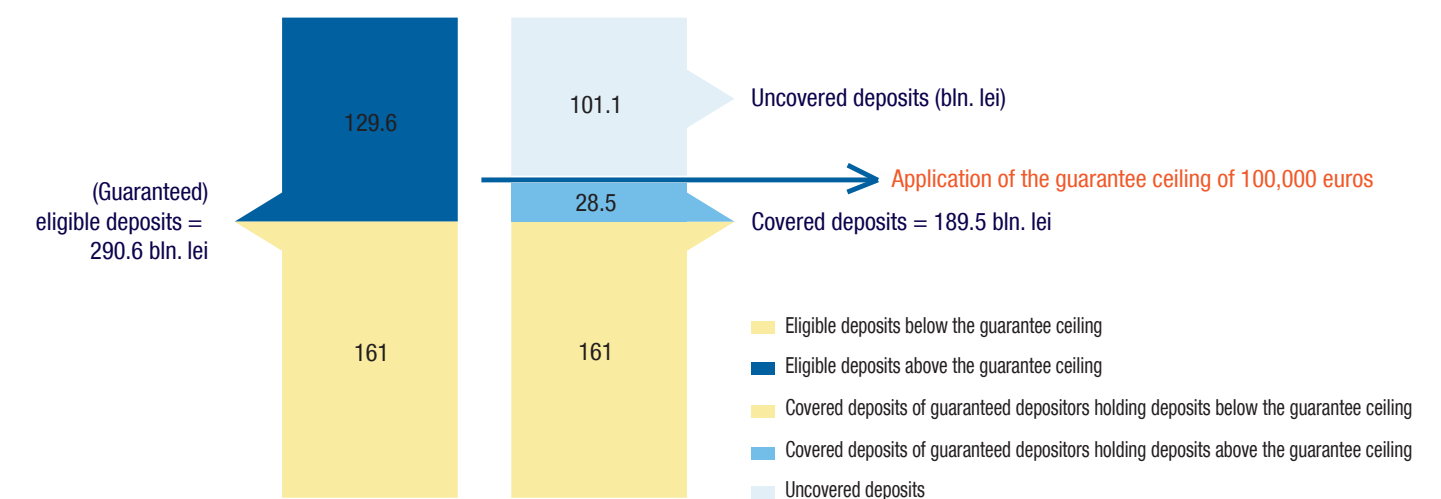 129.6
101.1
Uncovered deposits (bln. lei)
Application of the guarantee ceiling of 100,000 euros
(Guaranteed)
eligible deposits =
290.6 bln. lei
28.5
Covered deposits = 189.5 bln. lei
161
161
Eligible deposits below the guarantee ceiling
Eligible deposits above the guarantee ceiling
Covered deposits of guaranteed depositors holding deposits below the guarantee ceiling
Covered deposits of guaranteed depositors holding deposits above the guarantee ceiling
Uncovered deposits